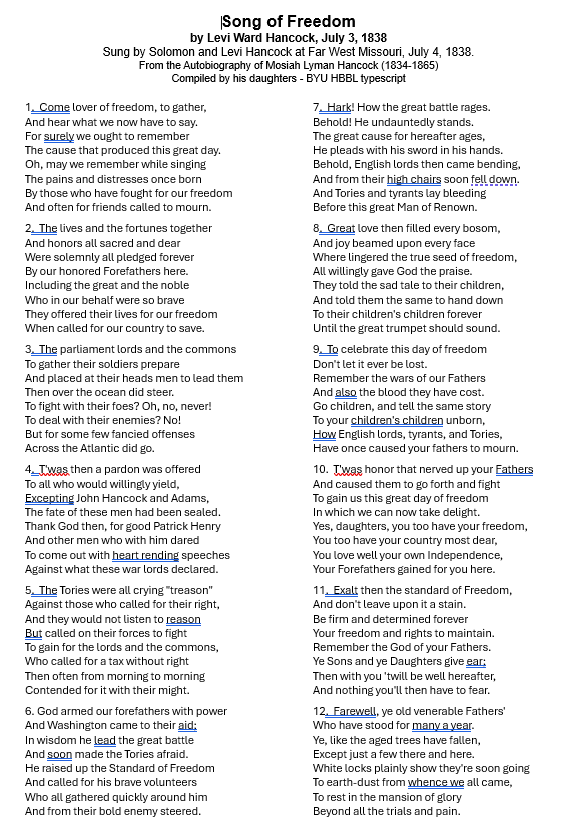 Song of Freedom
by Levi Ward Hancock, July 3, 1838
Sung by Solomon and Levi Hancock at Far West Missouri, July 4, 1838.
From the Autobiography of Mosiah Lyman Hancock (1834-1865)
Compiled by his daughters - BYU HBBL typescript
1. Come lover of freedom, to gather,
And hear what we now have to say.
For surely we ought to remember
The cause that produced this great day.
Oh, may we remember while singing
The pains and distresses once born
By those who have fought for our freedom
And often for friends called to mourn.
2. The lives and the fortunes together
And honors all sacred and dear
Were solemnly all pledged forever
By our honored Forefathers here.
Including the great and the noble
Who in our behalf were so brave
They offered their lives for our freedom
When called for our country to save.
3. The parliament lords and the commons
To gather their soldiers prepare
And placed at their heads men to lead them
Then over the ocean did steer.
To fight with their foes? Oh, no, never!
To deal with their enemies? No!
But for some few fancied offenses
Across the Atlantic did go.
4. T'was then a pardon was offered
To all who would willingly yield,
Excepting John Hancock and Adams,
The fate of these men had been sealed.
Thank God then, for good Patrick Henry
And other men who with him dared
To come out with heart rending speeches
Against what these war lords declared.
5. The Tories were all crying "treason"
Against those who called for their right,
And they would not listen to reason
But called on their forces to fight
To gain for the lords and the commons,
Who called for a tax without right
Then often from morning to morning
Contended for it with their might.
6. God armed our forefathers with power
And Washington came to their aid;
In wisdom he lead the great battle
And soon made the Tories afraid.
He raised up the Standard of Freedom
And called for his brave volunteers
Who all gathered quickly around him
And from their bold enemy steered.
7. Hark! How the great battle rages.
Behold! He undauntedly stands.
The great cause for hereafter ages,
He pleads with his sword in his hands.
Behold, English lords then came bending,
And from their high chairs soon fell down.
And Tories and tyrants lay bleeding
Before this great Man of Renown.
8. Great love then filled every bosom,
And joy beamed upon every face
Where lingered the true seed of freedom,
All willingly gave God the praise.
They told the sad tale to their children,
And told them the same to hand down
To their children's children forever
Until the great trumpet should sound.
9. To celebrate this day of freedom
Don't let it ever be lost.
Remember the wars of our Fathers
And also the blood they have cost.
Go children, and tell the same story
To your children's children unborn,
How English lords, tyrants, and Tories,
Have once caused your fathers to mourn.
10. T'was honor that nerved up your Fathers
And caused them to go forth and fight
To gain us this great day of freedom
In which we can now take delight.
Yes, daughters, you too have your freedom,
You too have your country most dear,
You love well your own Independence,
Your Forefathers gained for you here.
11. Exalt then the standard of Freedom,
And don't leave upon it a stain.
Be firm and determined forever
Your freedom and rights to maintain.
Remember the God of your Fathers.
Ye Sons and ye Daughters give ear;
Then with you 'twill be well hereafter,
And nothing you'll then have to fear.
12. Farewell, ye old venerable Fathers'
Who have stood for many a year.
Ye, like the aged trees have fallen,
Except just a few there and here.
White locks plainly show they're soon going
To earth-dust from whence we all came,
To rest in the mansion of glory
Beyond all the trials and pain.